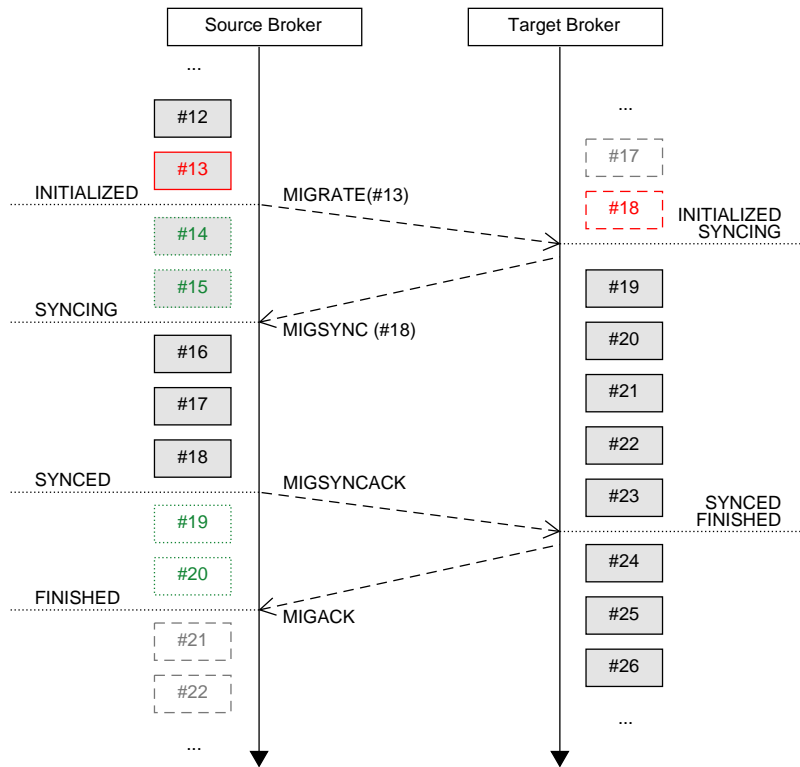 Source Broker
Target Broker
...
...
#12
#17
#13
INITIALIZED
MIGRATE(#13)
#18
INITIALIZED
SYNCING
#14
#15
#19
SYNCING
MIGSYNC (#18)
#20
#16
#21
#17
#22
#18
SYNCED
MIGSYNCACK
#23
SYNCED
FINISHED
#19
#24
#20
FINISHED
MIGACK
#25
#21
#26
#22
...
...